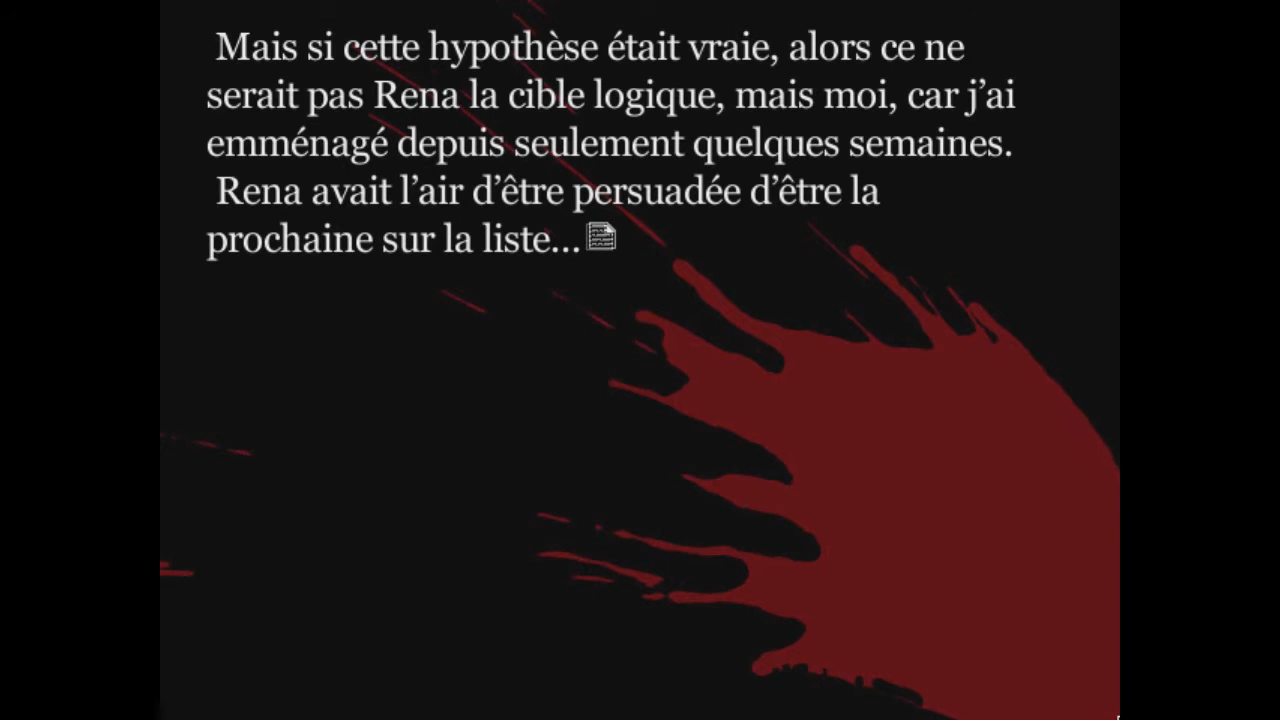 Mais si cette hypothèse était vraie, alors ce ne
serait pas Rena la cible logique, mais moi, car j’ai
emménagé depuis seulement quelques semaines.
Rena avait l’air d’être persuadée d’être la
prochaine sur la liste...